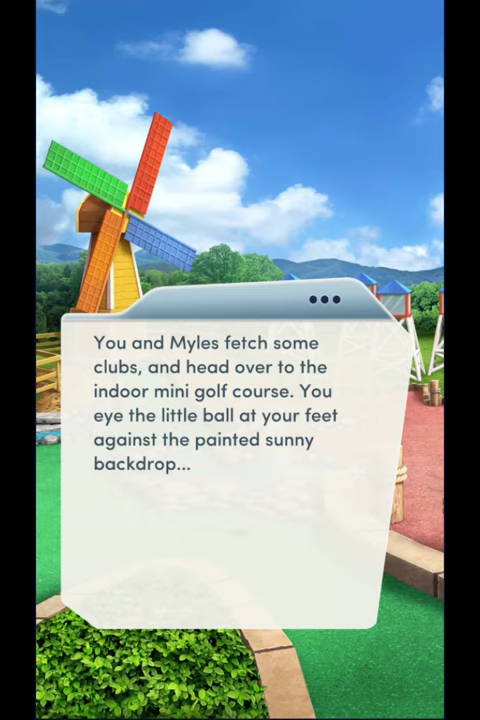 You and Myles fetch some
clubs, and head over to the
indoor mini golf course. You
eye the little ball at your feet
against the painted sunny
backdrop...